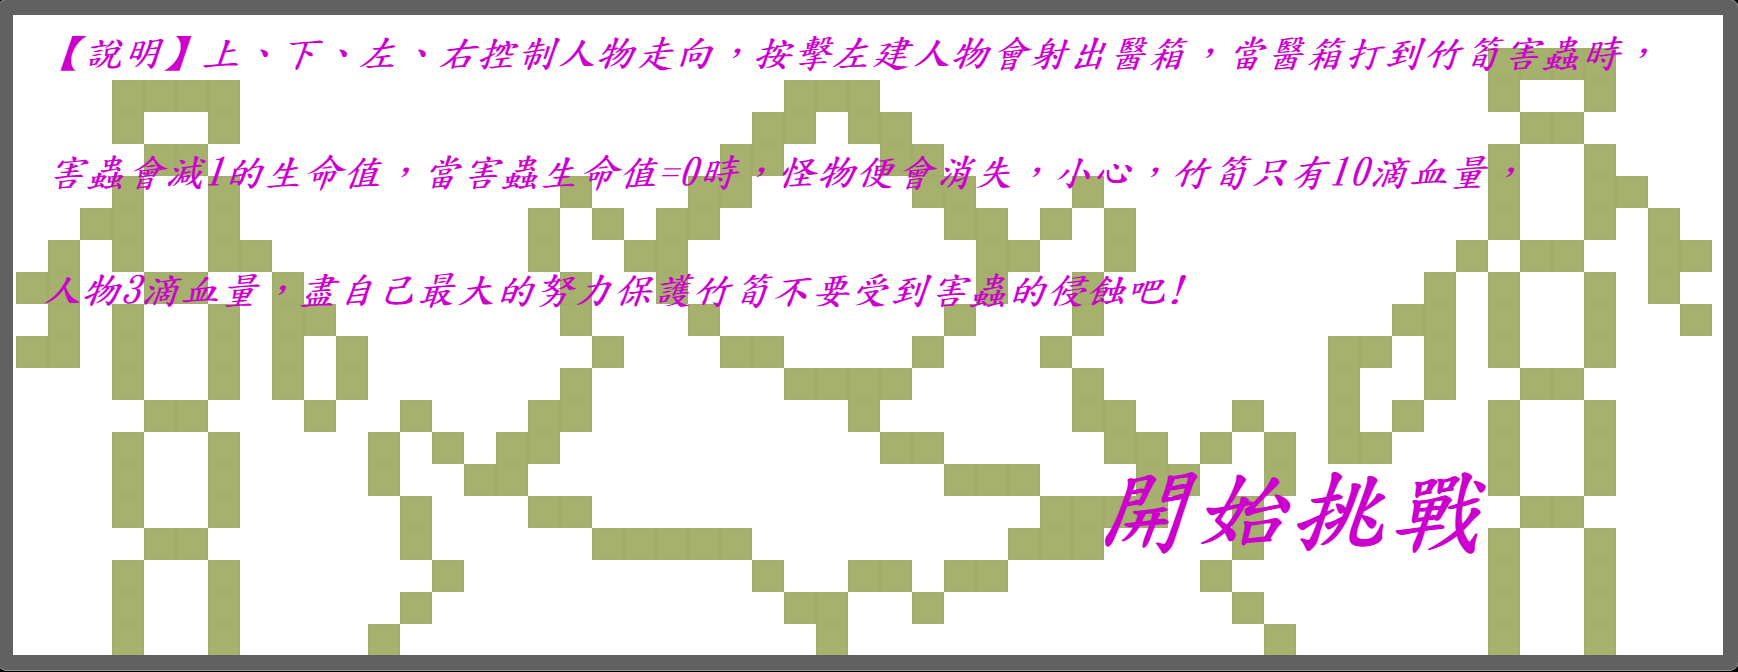 【說明】上、下、左、右控制人物走向，按擊左建人物會射出醫箱，當醫箱打到竹筍害蟲時，
害蟲會減1的生命值，當害蟲生命值=0時，怪物便會消失，小心，竹筍只有10滴血量，
人物3滴血量，盡自己最大的努力保護竹筍不要受到害蟲的侵蝕吧!
開始挑戰